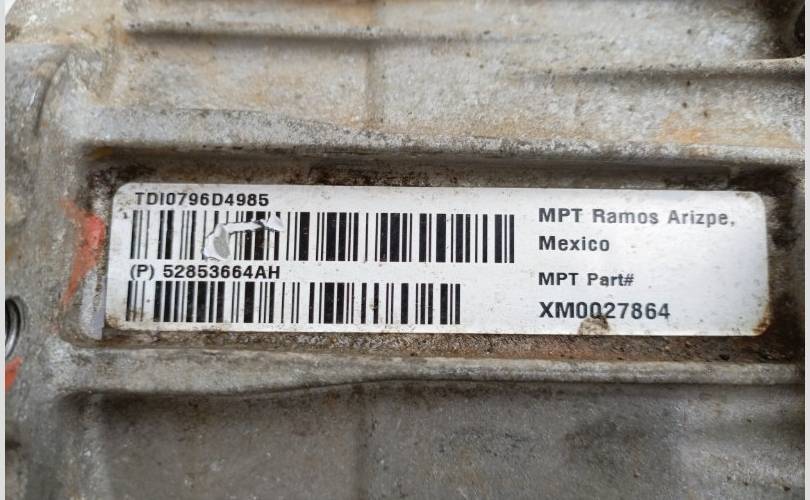 TDI0796D4985
(P) 52853664AH
MPT Ramos Arizpe,
Mexico
MPT Part#
XM0027864